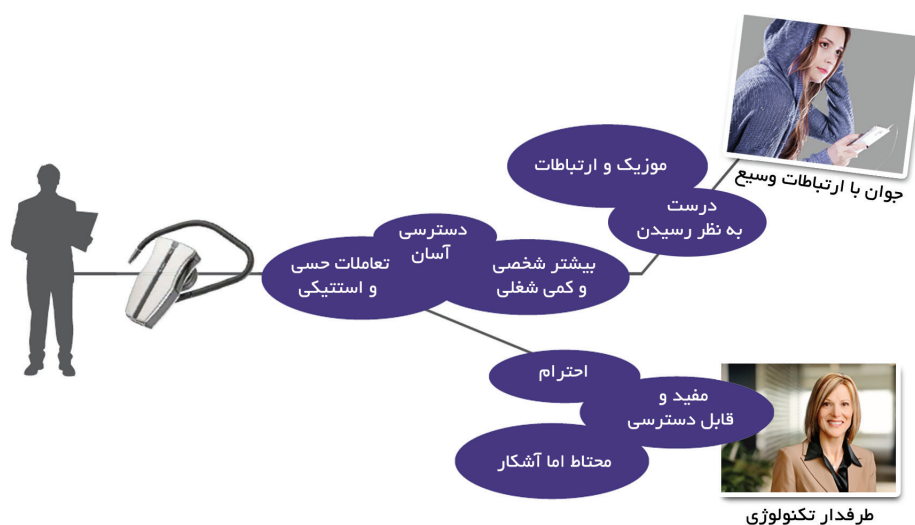 موزیک و ارتباطات
جوان با ارتباطات وسیع
درست
به نظر رسیدن
دسترسی
آسان
تعاملات حسی
و استتیکی
بیشتر شخصی
و کمی شغلی
احترام
مفید و
قابل دسترسی
محتاط اما آشکار
طرفدار تکنولوژی